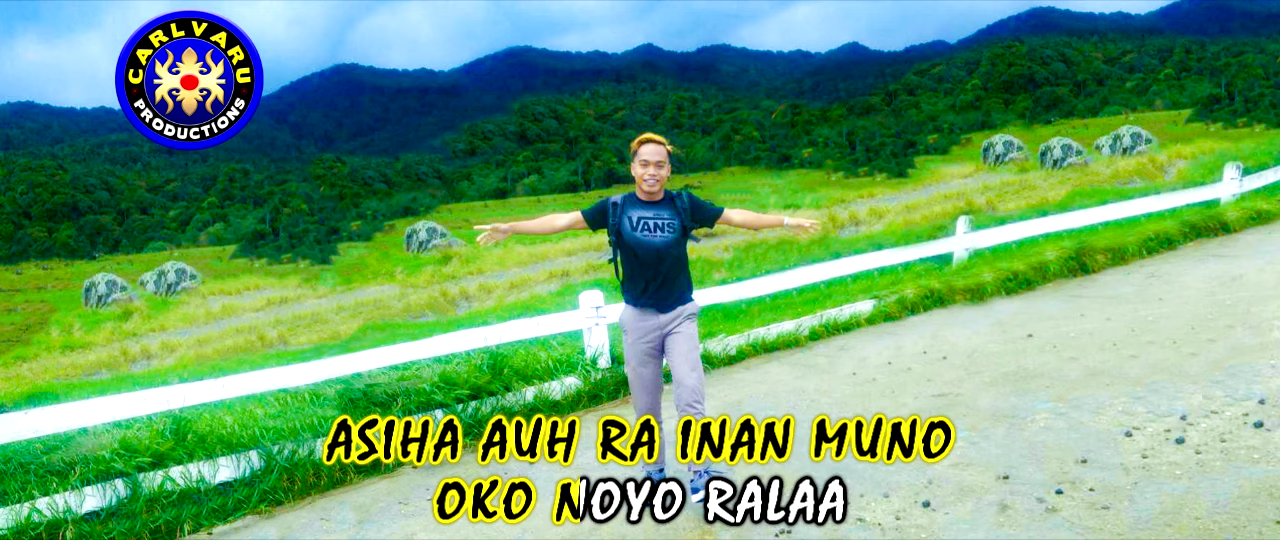 CARLVARU
PRODUCTIONS
VANS
ASIHA AUH RA INAN MUNO
OKO NOYO RALAA